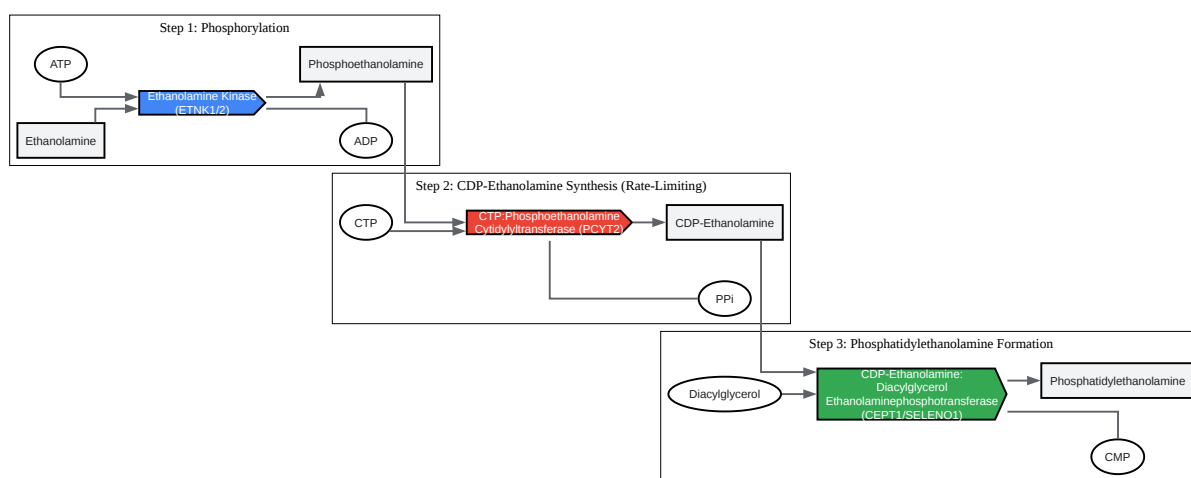 Step 1: Phosphorylation
ATP
Phosphoethanolamine
Ethanolamine Kinase
(ETNK1/2)
Ethanolamine
ADP
Step 2: CDP-Ethanolamine Synthesis (Rate-Limiting)
CTP
CTP:Phosphoethanolamine
Cytidylyltransferase (PCYT2)
CDP-Ethanolamine
PPi
Step 3: Phosphatidylethanolamine Formation
Diacylglycerol
CDP-Ethanolamine:
Diacylglycerol
Ethanolaminephosphotransferase
(CEPT1/SELENO1)
Phosphatidylethanolamine
CMP